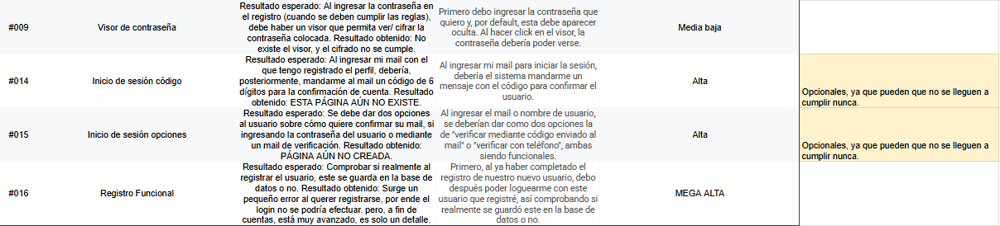 #009
Visor de contraseña
Resultado esperado: Al ingresar la contraseña en
el registro (cuando se deben cumplir las reglas),
debe haber un visor que permita ver/ cifrar la
contraseña colocada. Resultado obtenido: No
existe el visor, y el cifrado no se cumple.
Primero debo ingresar la contraseña que
quiero y, por default, esta debe aparecer
oculta. Al hacer click en el visor, la
contraseña debería poder verse.
Media baja
#014
Inicio de sesión código
Resultado esperado: Al ingresar mi mail con el
que tengo registrado el perfil, debería,
posteriormente, mandarme al mail un código de 6
dígitos para la confirmación de cuenta. Resultado
obtenido: ESTA PÁGINA AÚN NO EXISTE.
Al ingresar mi mail para iniciar la sesión,
debería el sistema mandarme un
mensaje con el código para confirmar el
usuario.
Alta
Opcionales, ya que pueden que no se lleguen a
cumplir nunca.
#015
Inicio de sesión opciones
Resultado esperado: Se debe dar dos opciones
al usuario sobre cómo quiere confirmar su mail, si
ingresando la contraseña del usuario o mediante
un mail de verificación. Resultado obtenido:
PÁGINA AÚN NO CREADA.
Al ingresar el mail o nombre de usuario,
se deberían dar como dos opciones la
de "verificar mediante código enviado al
mail" o "verificar con teléfono", ambas
siendo funcionales.
Alta
Opcionales, ya que pueden que no se lleguen a
cumplir nunca.
#016
Registro Funcional
Resultado esperado: Comprobar si realmente al
registrar el usuario, este se guarda en la base de
datos o no. Resultado obtenido: Surge un
pequeño error al querer registrarse, por ende el
login no se podría efectuar. pero, a fin de
cuentas, está muy avanzado, es solo un detalle.
Primero, al ya haber completado el
registro de nuestro nuevo usuario, debo
después poder loguearme con este
usuario que registré, así comprobando si
realmente se guardó este en la base de
datos o no.
MEGA ALTA